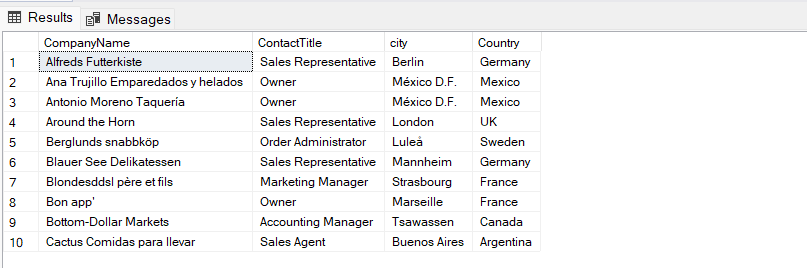 Results Messages
CompanyName ContactTitle city Country
1 Alfreds Futterkiste Sales Representative Berlin Germany
2 Ana Trujillo Emparedados y helados Owner México D.F. Mexico
3 Antonio Moreno Taquería Owner México D.F. Mexico
4 Around the Horn Sales Representative London UK
5 Berglunds snabbköp Order Administrator Luleå Sweden
6 Blauer See Delikatessen Sales Representative Mannheim Germany
7 Blondesddsl père et fils Marketing Manager Strasbourg France
8 Bon app' Owner Marseille France
9 Bottom-Dollar Markets Accounting Manager Tsawassen Canada
10 Cactus Comidas para llevar Sales Agent Buenos Aires Argentina